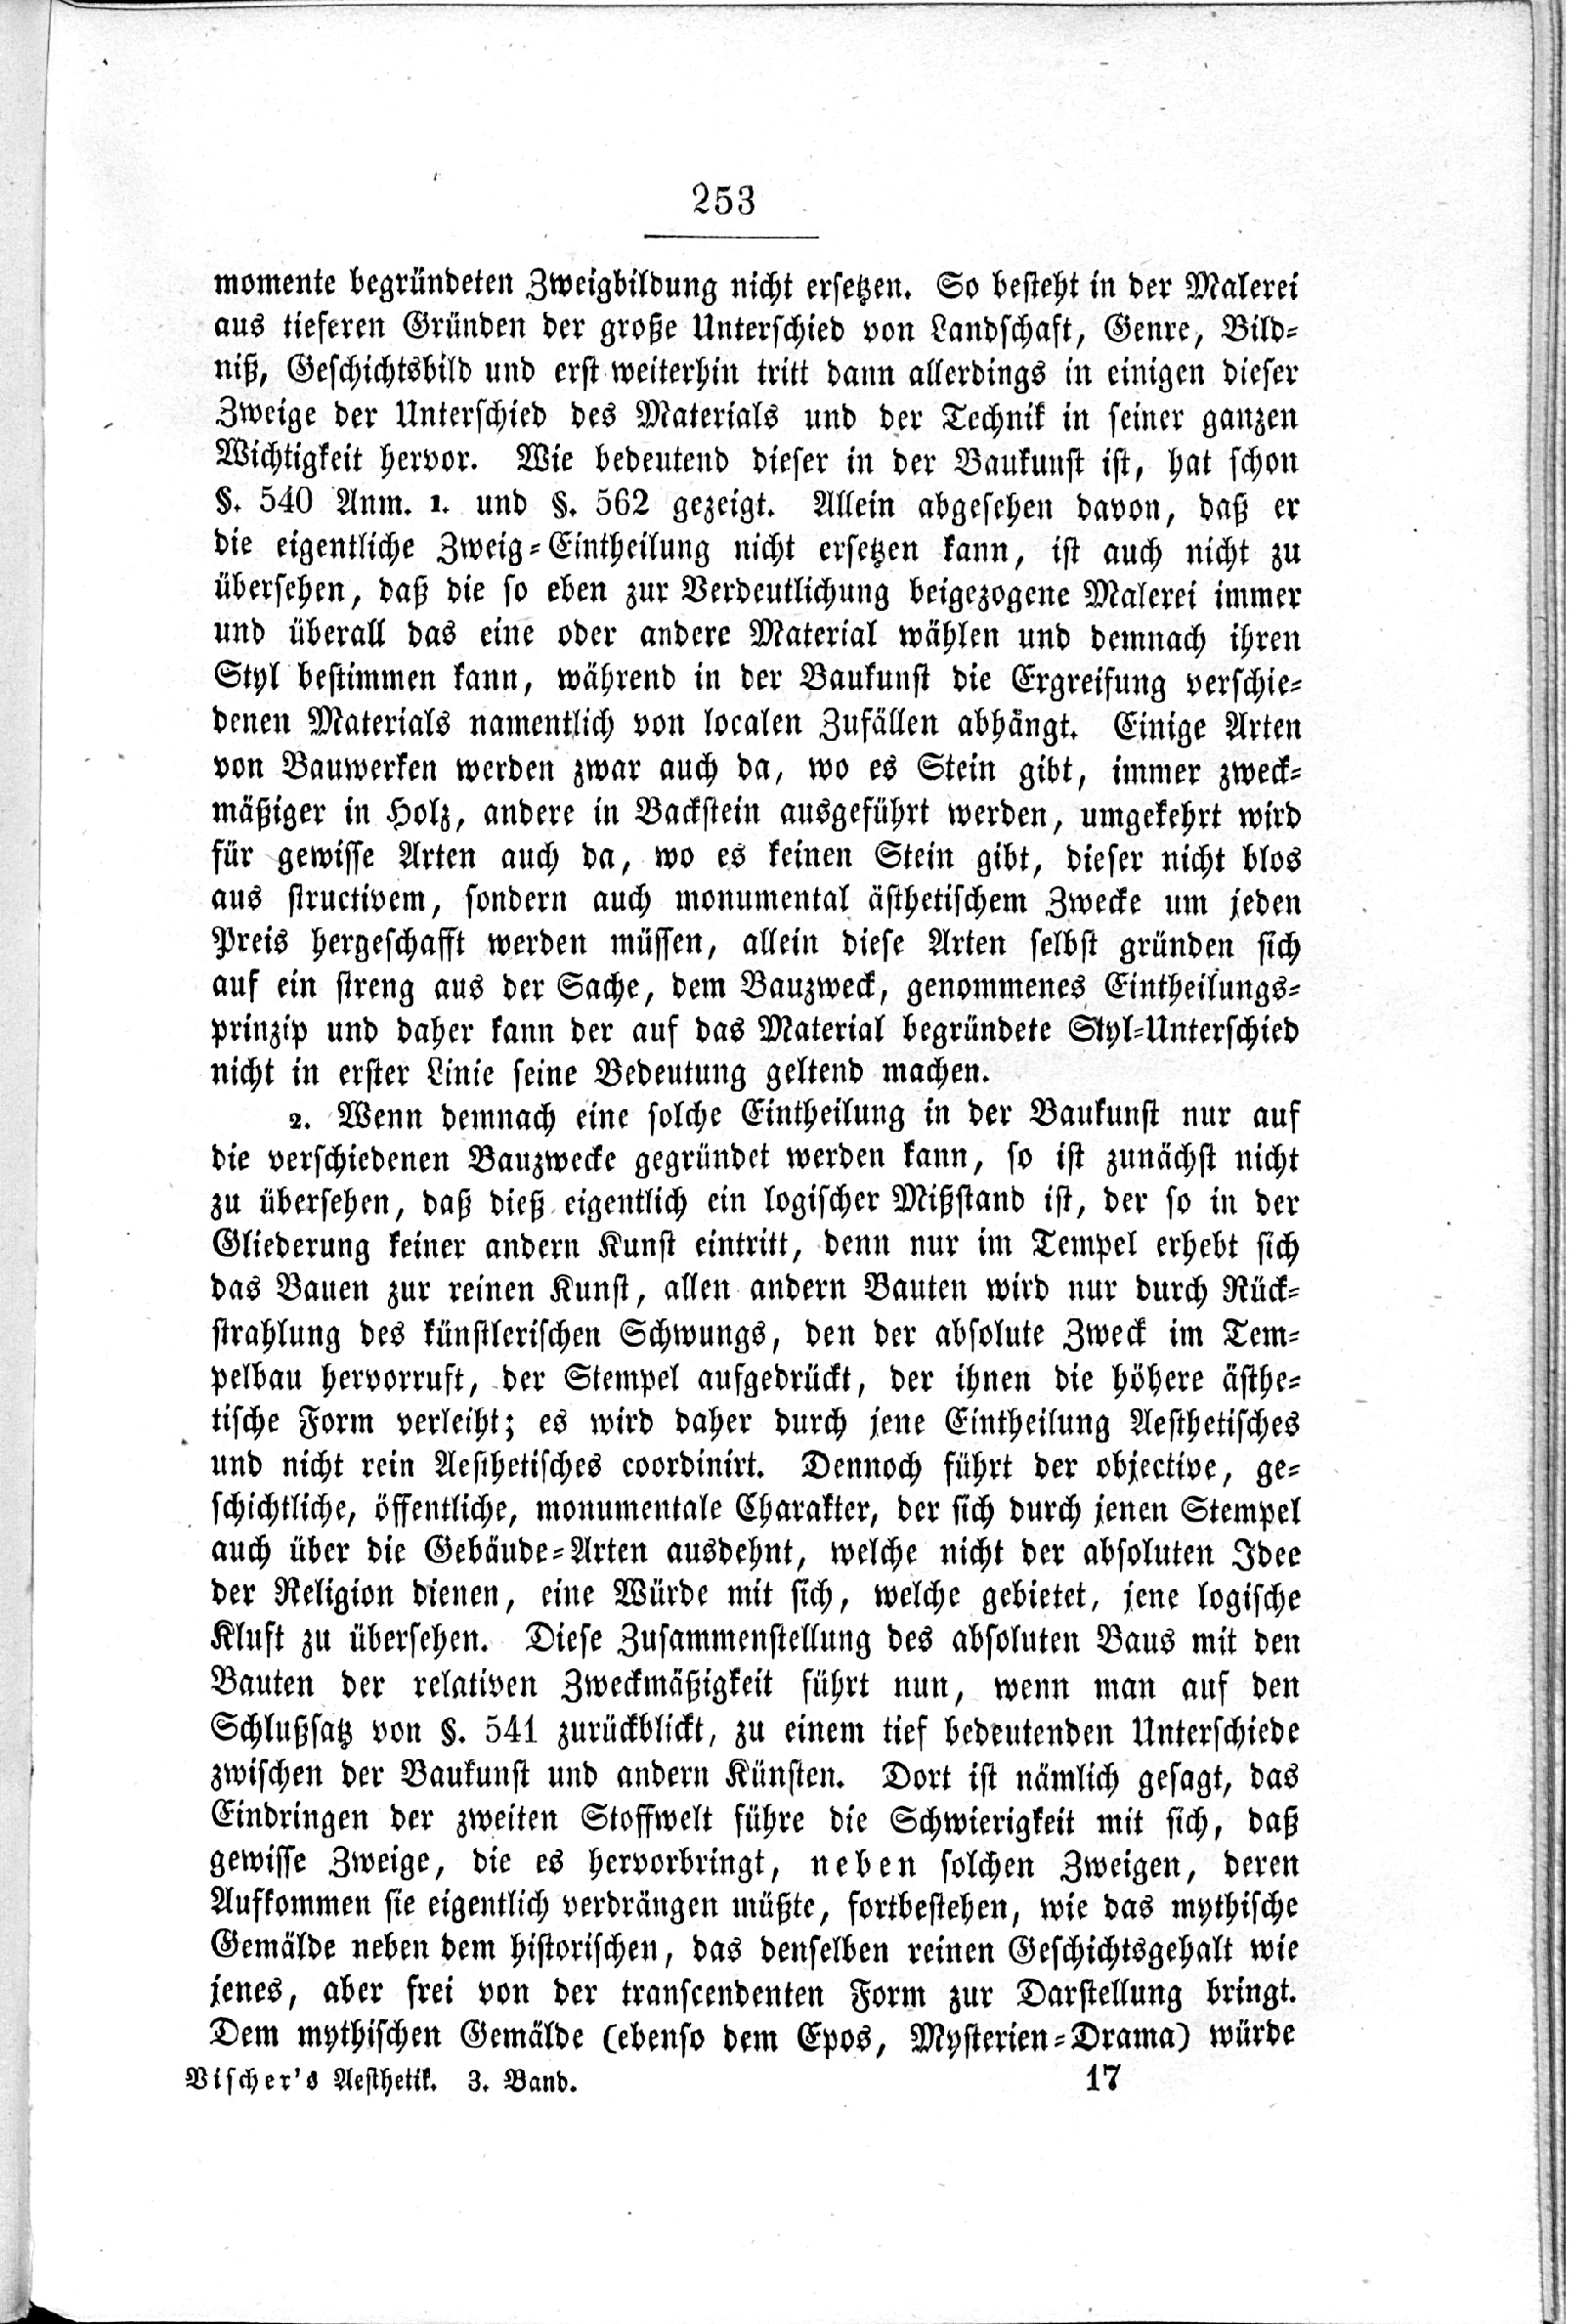 253
momente begründeten Zweigbildung nicht ersetzen. So besteht in der Malerei
aus tieferen Gründen der große Unterschied von Landschaft, Genre, Bild-
niß, Geschichtsbild und erst weiterhin tritt dann allerdings in einigen dieser
Zweige der Unterschied des Materials und der Technik in seiner ganzen
Wichtigkeit hervor. Wie bedeutend dieser in der Baukunst ist, hat schon
§. 540 Anm. 1. und §. 562 gezeigt. Allein abgesehen davon, daß er
die eigentliche Zweig-Eintheilung nicht ersetzen kann, ist auch nicht zu
übersehen, daß die so eben zur Verdeutlichung beigezogene Malerei immer
und überall das eine oder andere Material wählen und demnach ihren
Styl bestimmen kann, während in der Baukunst die Ergreifung verschie-
denen Materials namentlich von localen Zufällen abhängt. Einige Arten
von Bauwerken werden zwar auch da, wo es Stein gibt, immer zweck-
mäßiger in Holz, andere in Backstein ausgeführt werden, umgekehrt wird
für gewisse Arten auch da, wo es keinen Stein gibt, dieser nicht blos
aus structivem, sondern auch monumental ästhetischem Zwecke um jeden
Preis hergeschafft werden müssen, allein diese Arten selbst gründen sich
auf ein streng aus der Sache, dem Bauzweck, genommenes Eintheilungs-
prinzip und daher kann der auf das Material begründete Styl-Unterschied
nicht in erster Linie seine Bedeutung geltend machen.
2. Wenn demnach eine solche Eintheilung in der Baukunst nur auf
die verschiedenen Bauzwecke gegründet werden kann, so ist zunächst nicht
zu übersehen, daß dieß eigentlich ein logischer Mißstand ist, der so in der
Gliederung keiner andern Kunst eintritt, denn nur im Tempel erhebt sich
das Bauen zur reinen Kunst, allen andern Bauten wird nur durch Rück-
strahlung des künstlerischen Schwungs, den der absolute Zweck im Tem-
pelbau hervorruft, der Stempel aufgedrückt, der ihnen die höhere ästhe-
tische Form verleiht; es wird daher durch jene Eintheilung Aesthetisches
und nicht rein Aesthetisches coordinirt. Dennoch führt der objective, ge-
schichtliche, öffentliche, monumentale Charakter, der sich durch jenen Stempel
auch über die Gebäude-Arten ausdehnt, welche nicht der absoluten Idee
der Religion dienen, eine Würde mit sich, welche gebietet, jene logische
Kluft zu übersehen. Diese Zusammenstellung des absoluten Baus mit den
Bauten der relativen Zweckmäßigkeit führt nun, wenn man auf den
Schlußsatz von §. 541 zurückblickt, zu einem tief bedeutenden Unterschiede
zwischen der Baukunst und andern Künsten. Dort ist nämlich gesagt, das
Eindringen der zweiten Stoffwelt führe die Schwierigkeit mit sich, daß
gewisse Zweige, die es hervorbringt, neben solchen Zweigen, deren
Aufkommen sie eigentlich verdrängen müßte, fortbestehen, wie das mythische
Gemälde neben dem historischen, das denselben reinen Geschichtsgehalt wie
jenes, aber frei von der transcendenten Form zur Darstellung bringt.
Dem mythischen Gemälde (ebenso dem Epos, Mysterien-Drama) würde
Vischer's Aesthetik. 3. Band. 17